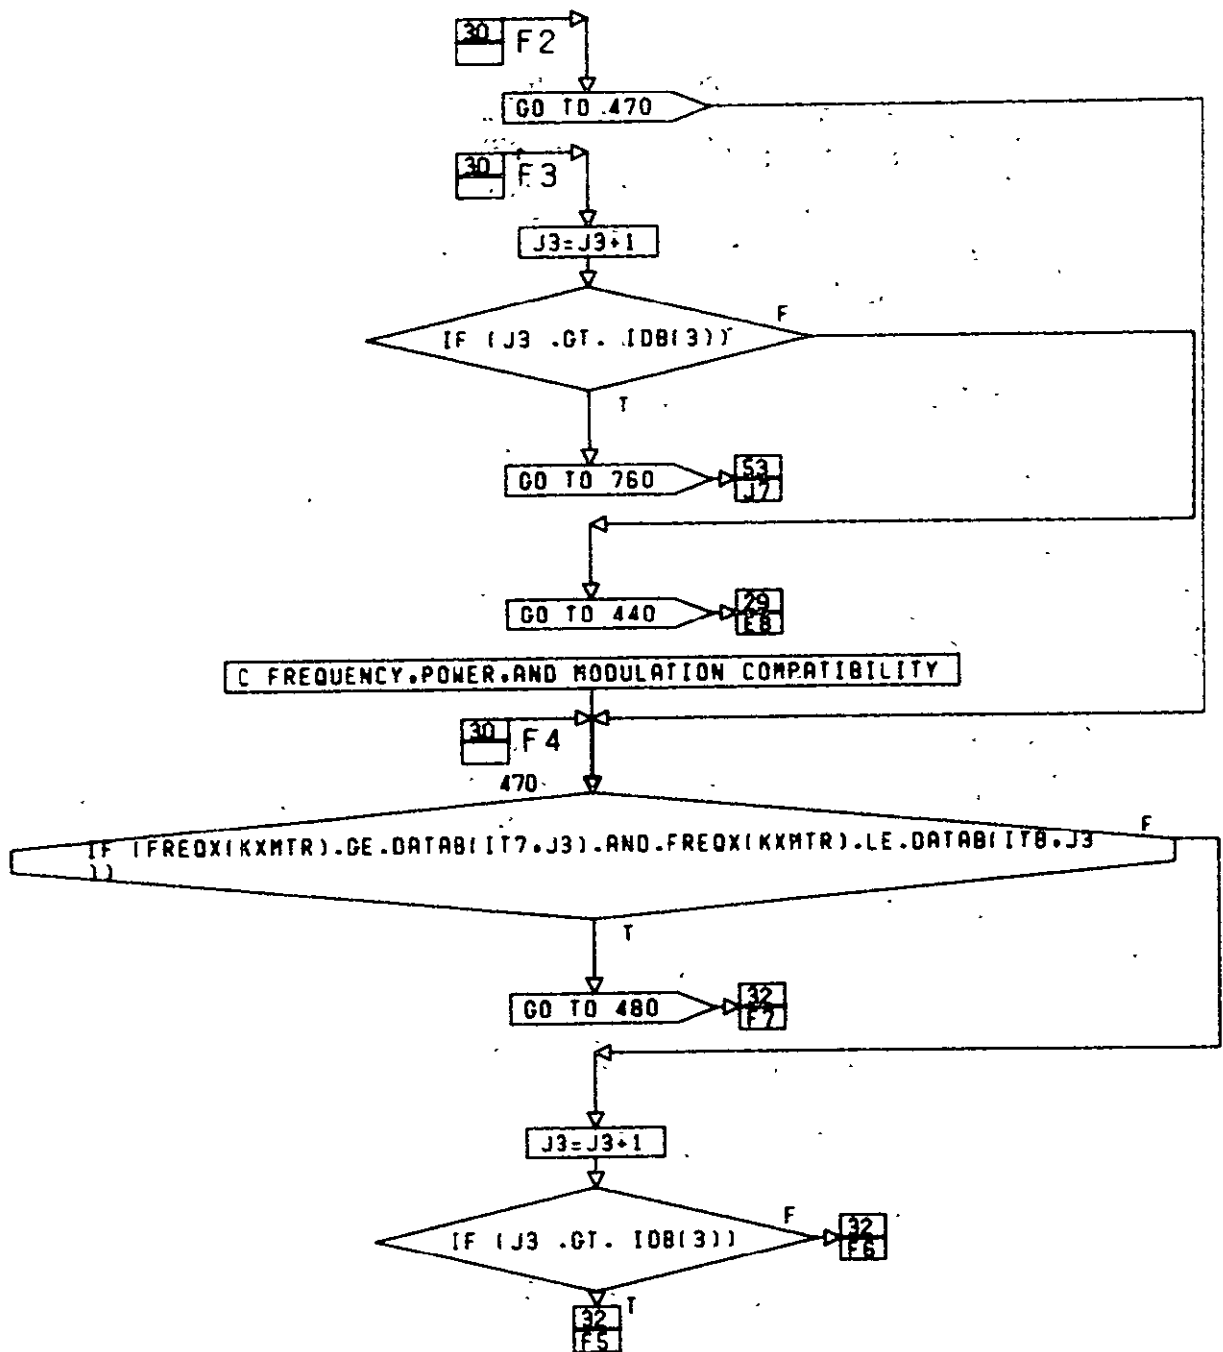 30 F2
GO TO 470
30 F3
J3=J3+1
F
IF (J3 .GT. IDB(3))
T
GO TO 760
53
J7
GO TO 440
29
E8
C FREQUENCY,POWER,AND MODULATION COMPATIBILITY
30 F4
470
F
IF (FREQX(KXMTR).GE.DATAB(IT7,J3).AND.FREQX(KXMTR).LE.DATAB(IT8,J3
))
T
GO TO 480
32
F7
J3=J3+1
F
IF (J3 .GT. IDB(3))
32
F6
T
32
F5